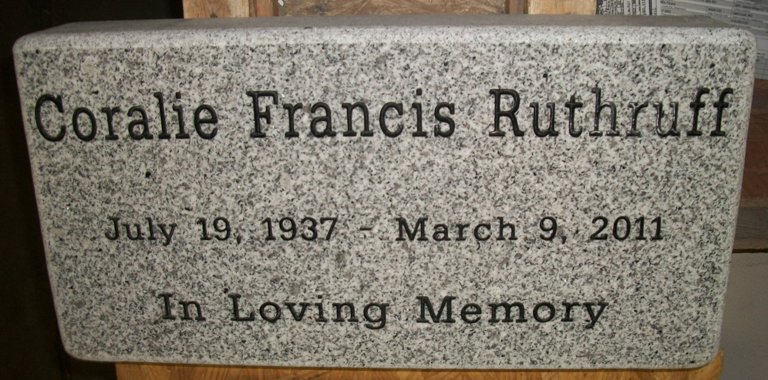 Coralie Francis Ruthruff
July 19, 1937 - March 9, 2011
In Loving Memory